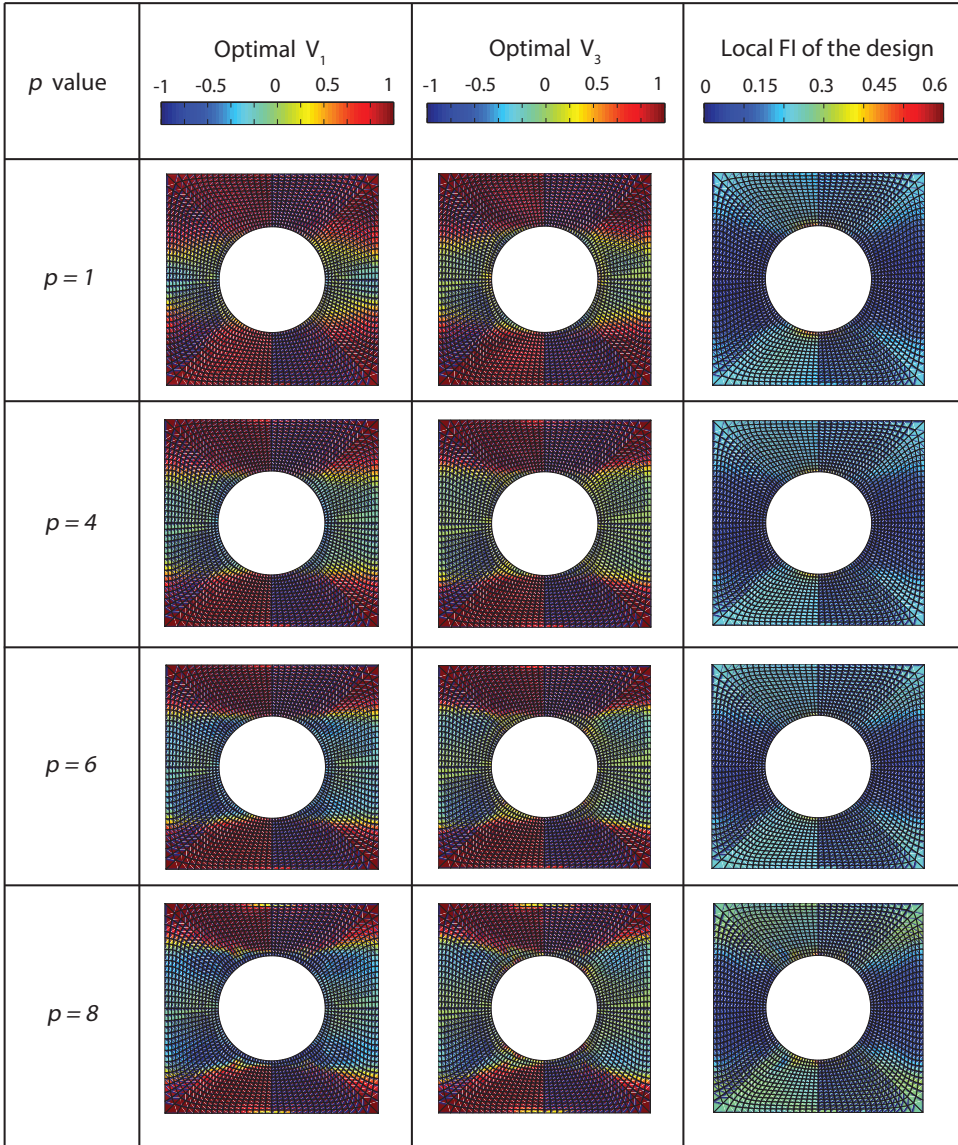 p value
Optimal V1
-1 -0.5 0 0.5 1
Optimal V3
-1 -0.5 0 0.5 1
Local FI of the design
0 0.15 0.3 0.45 0.6
p = 1
p = 4
p = 6
p = 8